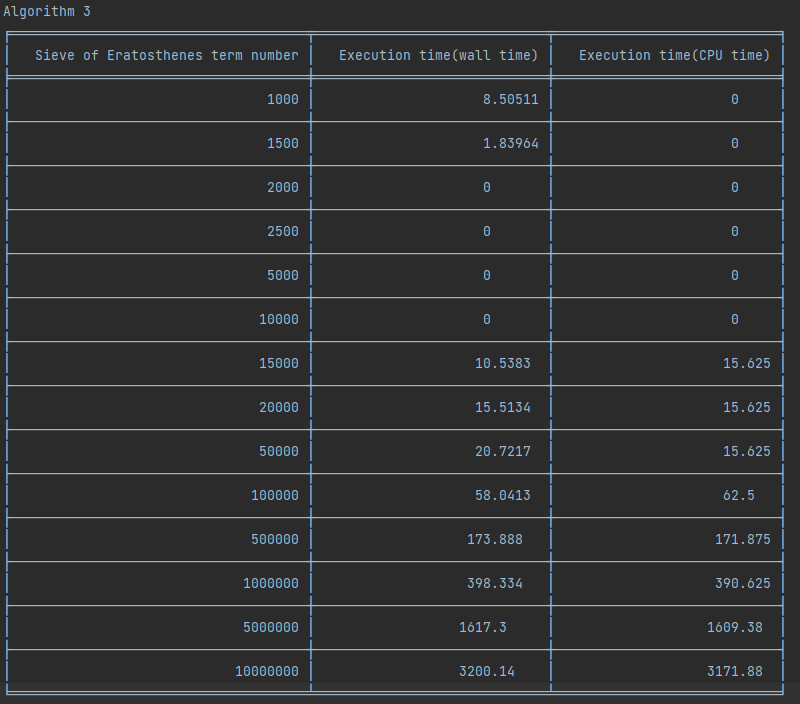 Algorithm 3
Sieve of Eratosthenes term number Execution time(wall time) Execution time(CPU time)
1000 8.50511 0
1500 1.83964 0
2000 0 0
2500 0 0
5000 0 0
10000 0 0
15000 10.5383 15.625
20000 15.5134 15.625
50000 20.7217 15.625
100000 58.0413 62.5
500000 173.888 171.875
1000000 398.334 390.625
5000000 1617.3 1609.38
10000000 3200.14 3171.88